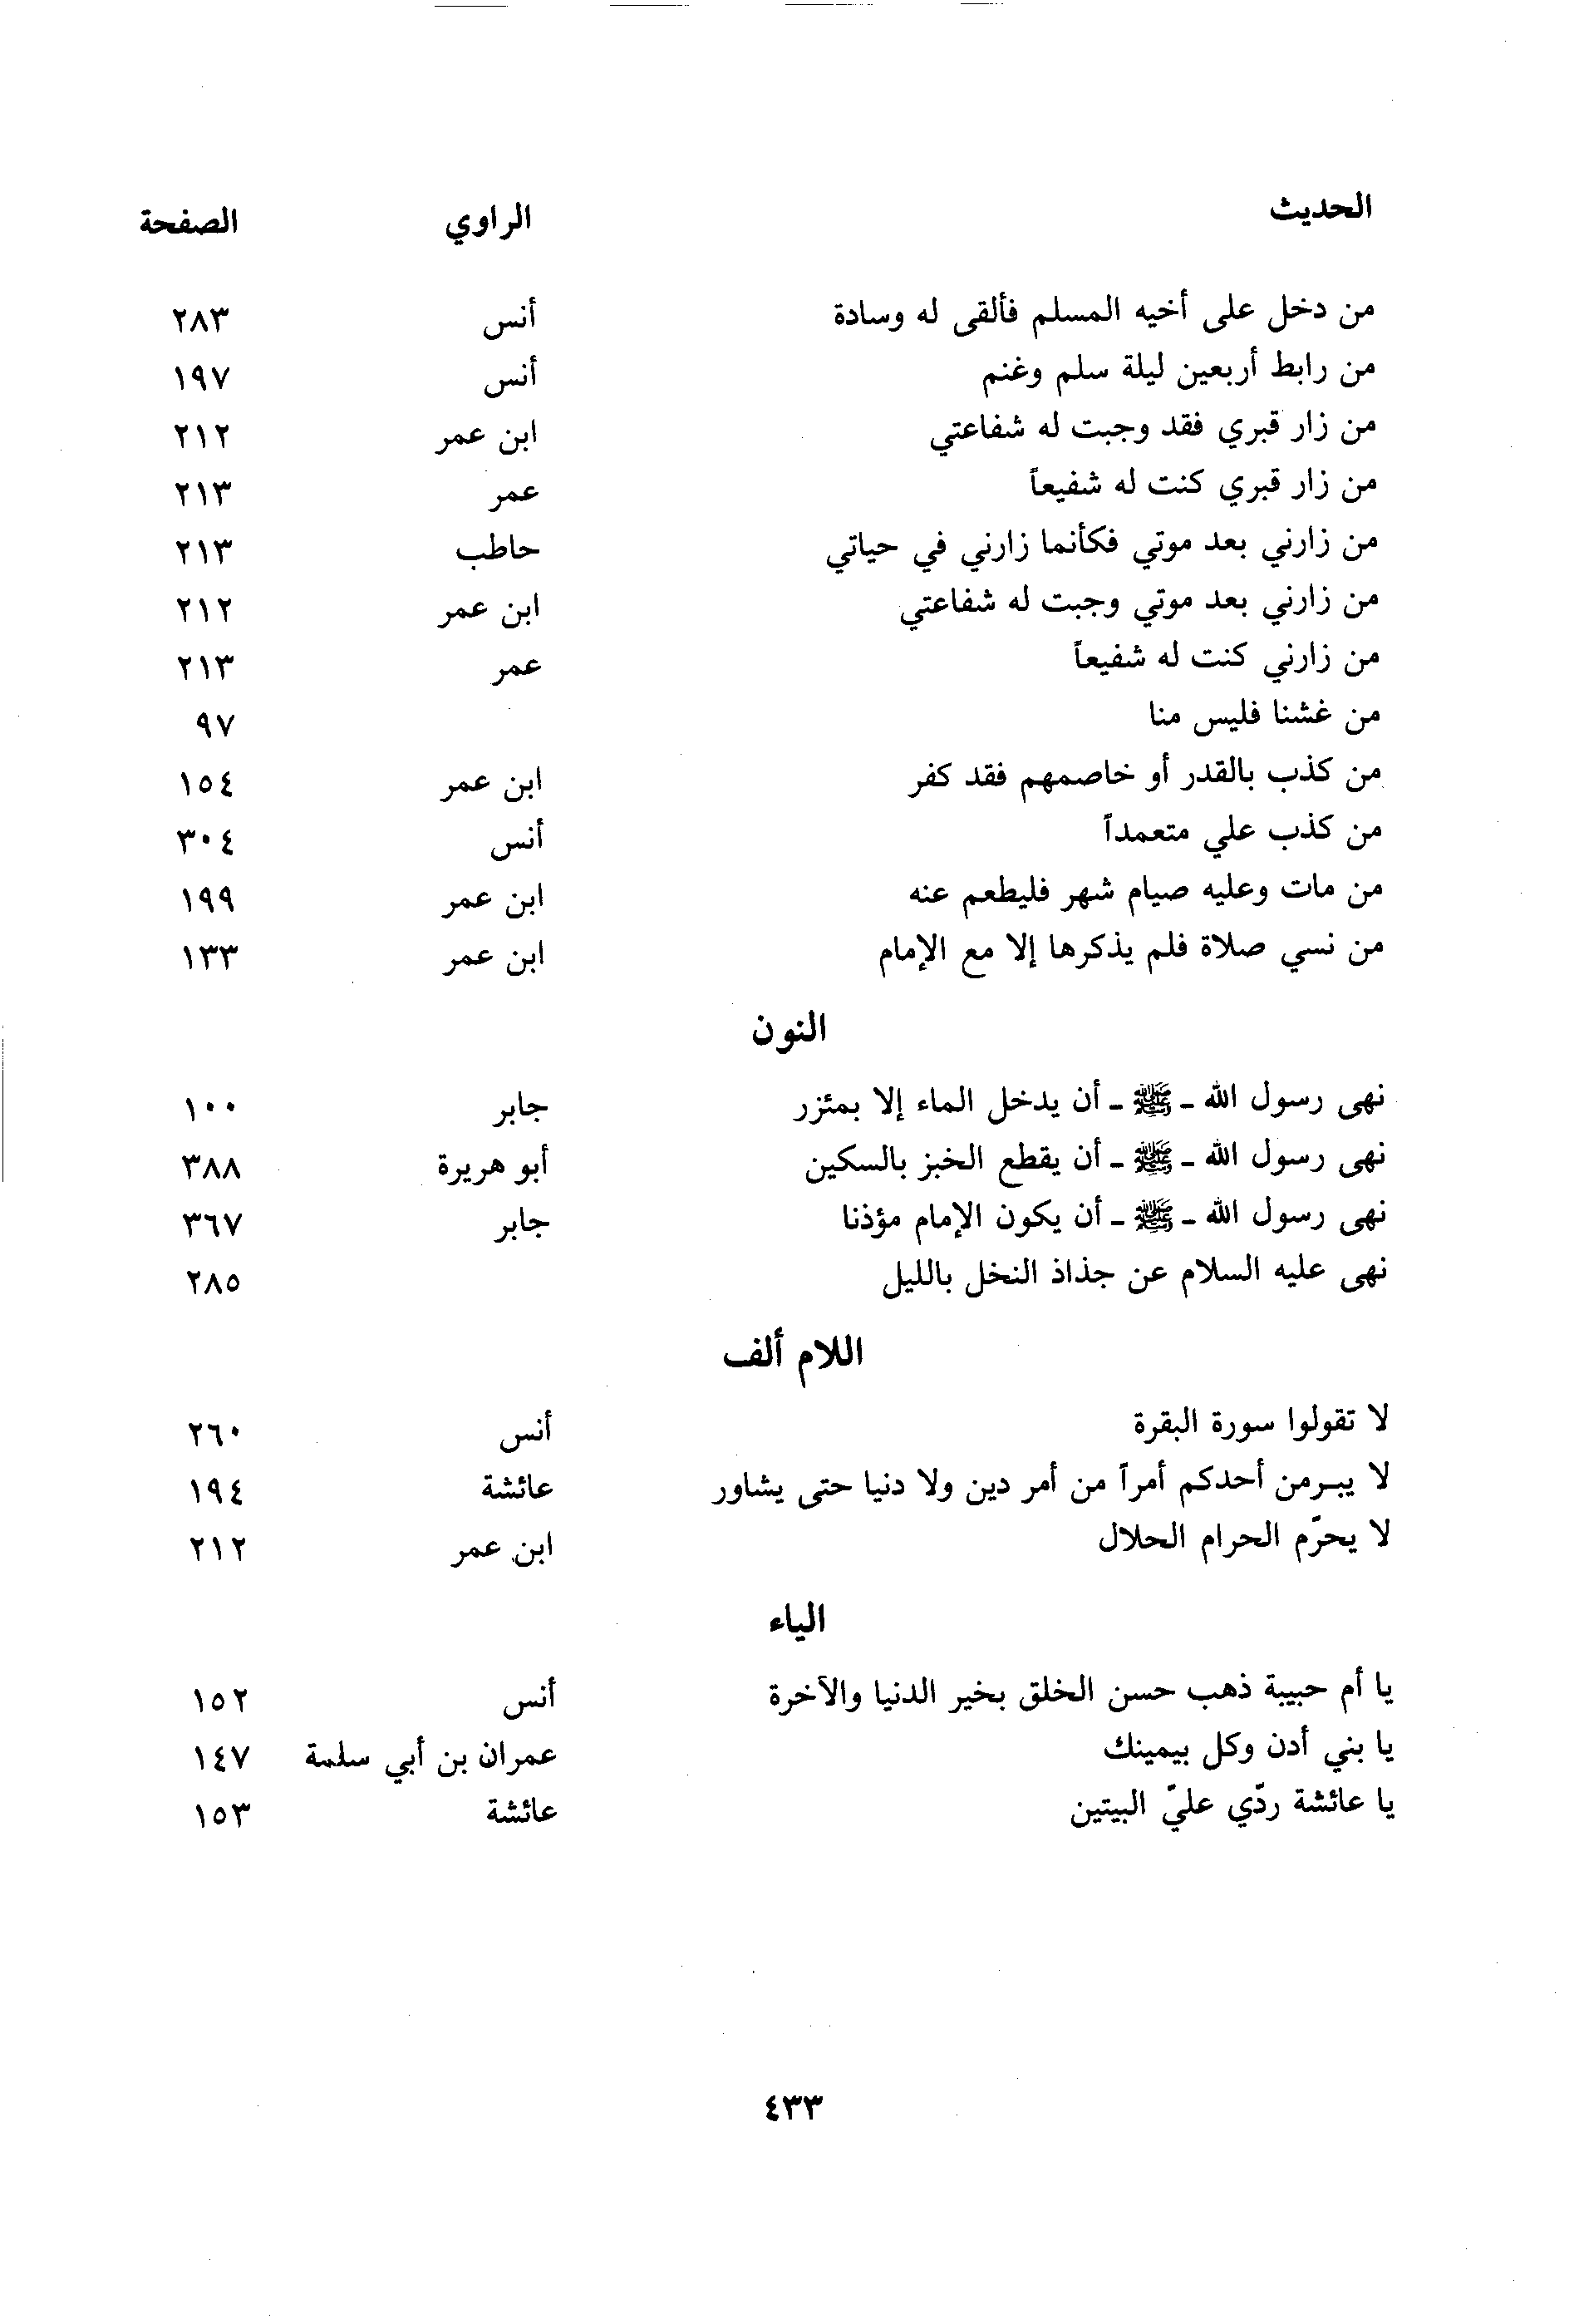 الحديث الراوي الصفحة
من دخل على أخيه المسلم فألقى له وسادة أنس ٢٨٣
من رابط أربعين ليلة سلم وغنم أنس ١٩٧
من زار قبري فقد وجبت له شفاعتي ابن عمر ٢١٢
من زار قبري كنت له شفيعاً عمر ٢١٣
من زارني بعد موتي فكأنما زارني في حياتي حاطب ٢١٣
من زارني بعد موتي وجبت له شفاعتي ابن عمر ٢١٢
من زارني كنت له شفيعاً عمر ٢١٣
من غشنا فليس منا ٩٧
من كذب بالقدر أو خاصمهم فقد كفر ابن عمر ١٥٤
من كذب علي متعمداً أنس ٣٠٤
من مات وعليه صيام شهر فليطعم عنه ابن عمر ١٩٩
من نسي صلاة فلم يذكرها إلا مع الإمام ابن عمر ١٣٣
النون
نهى رسول الله - ﷺ - أن يدخل الماء إلا بمئزر جابر ١٠٠
نهى رسول الله - ﷺ - أن يقطع الخبز بالسكين أبو هريرة ٣٨٨
نهى رسول الله - ﷺ - أن يكون الإمام مؤذنا جابر ٣٦٧
نهى عليه السلام عن جذاذ النخل بالليل ٢٨٥
اللام ألف
لا تقولوا سورة البقرة أنس ٢٦٠
لا يبرمن أحدكم أمراً من أمر دين ولا دنيا حتى يشاور عائشة ١٩٤
لا يحرّم الحرام الحلال ابن عمر ٢١٢
الياء
يا أم حبيبة ذهب حسن الخلق بخير الدنيا والآخرة أنس ١٥٢
يا بني أدن وكل بيمينك عمران بن أبي سلمة ١٤٧
يا عائشة ردّي عليّ البيتين عائشة ١٥٣
٤٣٣